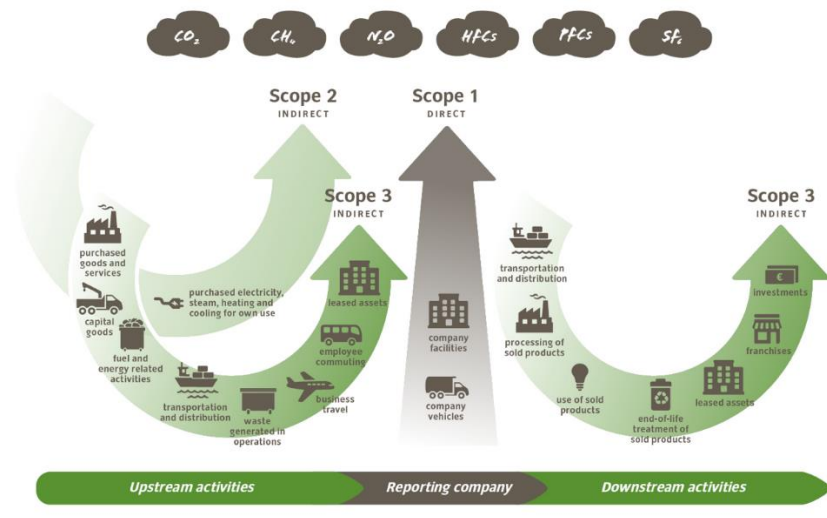 CO₂
CH₄
N₂O
HFCs
PFCs
SF₆
Scope 2
INDIRECT
Scope 1
DIRECT
Scope 3
INDIRECT
Scope 3
INDIRECT
purchased
goods and
services
capital
goods
fuel and
energy related
activities
transportation
and distribution
waste
generated in
operations
business
travel
employee
commuting
leased assets
purchased electricity,
steam, heating and
cooling for own use
company
facilities
company
vehicles
transportation
and distribution
processing of
sold products
use of sold
products
end-of-life
treatment of
sold products
leased assets
franchises
€
investments
Upstream activities
Reporting company
Downstream activities